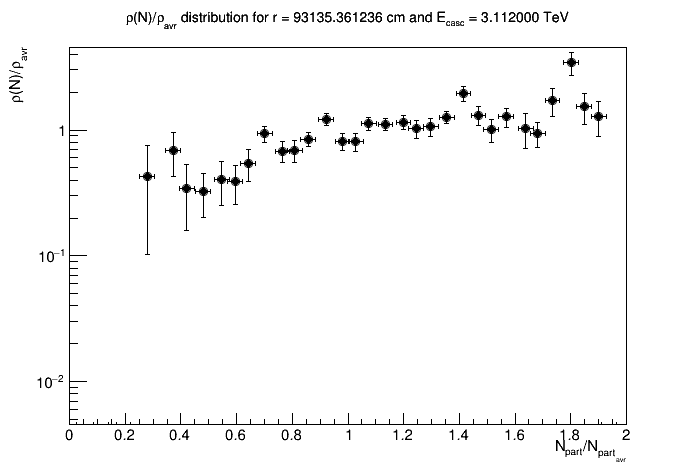 ρ(N)/ρavr distribution for r = 93135.361236 cm and Ecasc = 3.112000 TeV
ρ(N)/ρavr
1
10−1
10−2
0 0.2 0.4 0.6 0.8 1 1.2 1.4 1.6 1.8 2
Npart/Npartavr